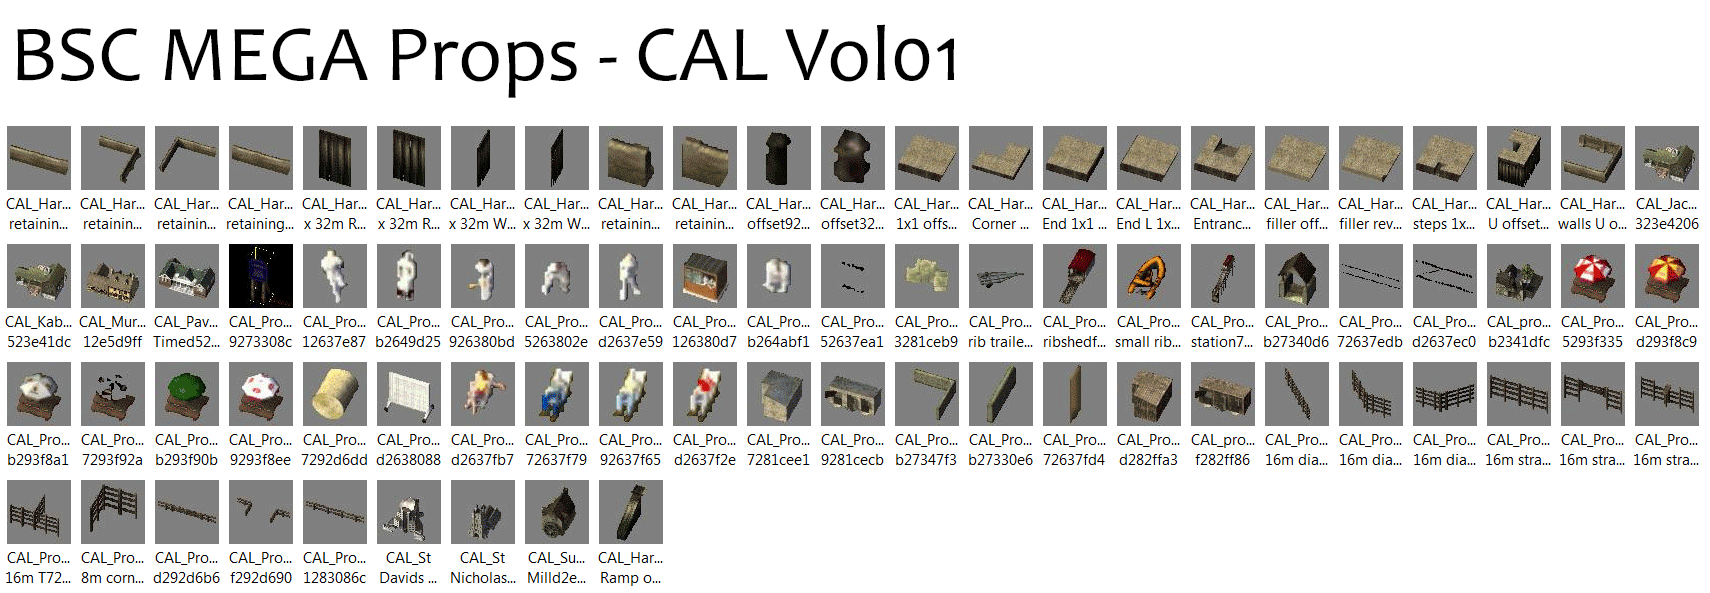 BSC MEGA Props - CAL Vol01
CAL_Har... CAL_Har... CAL_Har... CAL_Har... CAL_Har... CAL_Har... CAL_Har... CAL_Har... CAL_Har... CAL_Har... CAL_Har... CAL_Har... CAL_Har... CAL_Har... CAL_Har... CAL_Har... CAL_Har... CAL_Har... CAL_Har... CAL_Har... CAL_Har... CAL_Har... CAL_Jac...
retainin... retainin... retainin... retaining... x 32m R... x 32m R... x 32m W... x 32m W... retainin... retainin... offset92... offset32... 1x1 offs... Corner ... End 1x1 ... End L 1x... Entranc... filler off... filler rev... steps 1x... U offset... walls U o... 323e4206
CAL_Kab... CAL_Mur... CAL_Pav... CAL_Pro... CAL_Pro... CAL_Pro... CAL_Pro... CAL_Pro... CAL_Pro... CAL_Pro... CAL_Pro... CAL_Pro... CAL_Pro... CAL_Pro... CAL_Pro... CAL_Pro... CAL_Pro... CAL_Pro... CAL_Pro... CAL_Pro... CAL_pro... CAL_Pro... CAL_Pro...
523e41dc 12e5d9ff Timed52... 9273308c 12637e87 b2649d25 926380bd 5263802e d2637e59 126380d7 b264abf1 52637ea1 3281ceb9 rib traile... ribshedf... small rib... station7... b27340d6 72637edb d2637ec0 b2341dfc 5293f335 d293f8c9
CAL_Pro... CAL_Pro... CAL_Pro... CAL_Pro... CAL_Pro... CAL_Pro... CAL_Pro... CAL_Pro... CAL_Pro... CAL_Pro... CAL_Pro... CAL_Pro... CAL_Pro... CAL_Pro... CAL_Pro... CAL_Pro... CAL_pro... CAL_Pro... CAL_Pro... CAL_Pro... CAL_Pro... CAL_Pro... CAL_Pro...
b293f8a1 7293f92a b293f90b 9293f8ee 7292d6dd d2638088 d2637fb7 72637f79 92637f65 d2637f2e 7281cee1 9281cecb b27347f3 b27330e6 72637fd4 d282ffa3 f282ff86 16m dia... 16m dia... 16m dia... 16m stra... 16m stra... 16m stra...
CAL_Pro... CAL_Pro... CAL_Pro... CAL_Pro... CAL_Pro... CAL_St CAL_St CAL_Su... CAL_Har...
16m T72... 8m corn... d292d6b6 f292d690 1283086c Davids ... Nicholas... Milld2e... Ramp o...